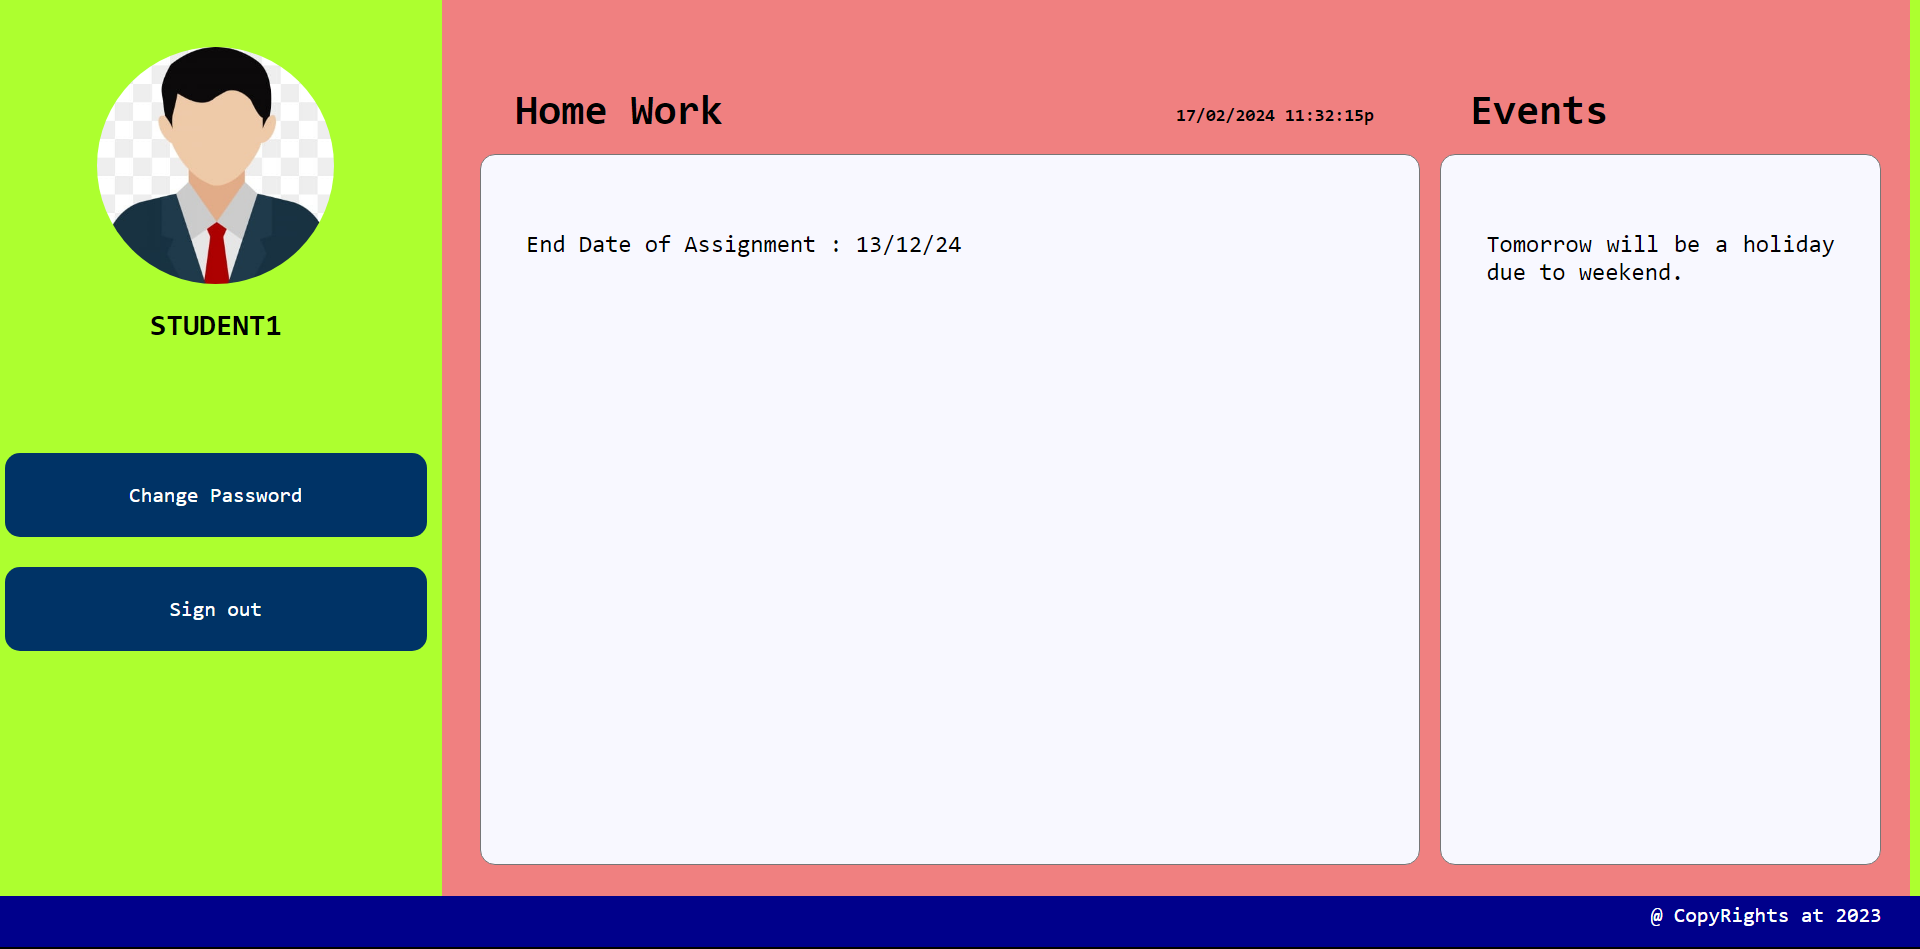 STUDENT1
Change Password
Sign out
Home Work
17/02/2024 11:32:15p
End Date of Assignment : 13/12/24
Events
Tomorrow will be a holiday
due to weekend.
@ CopyRights at 2023